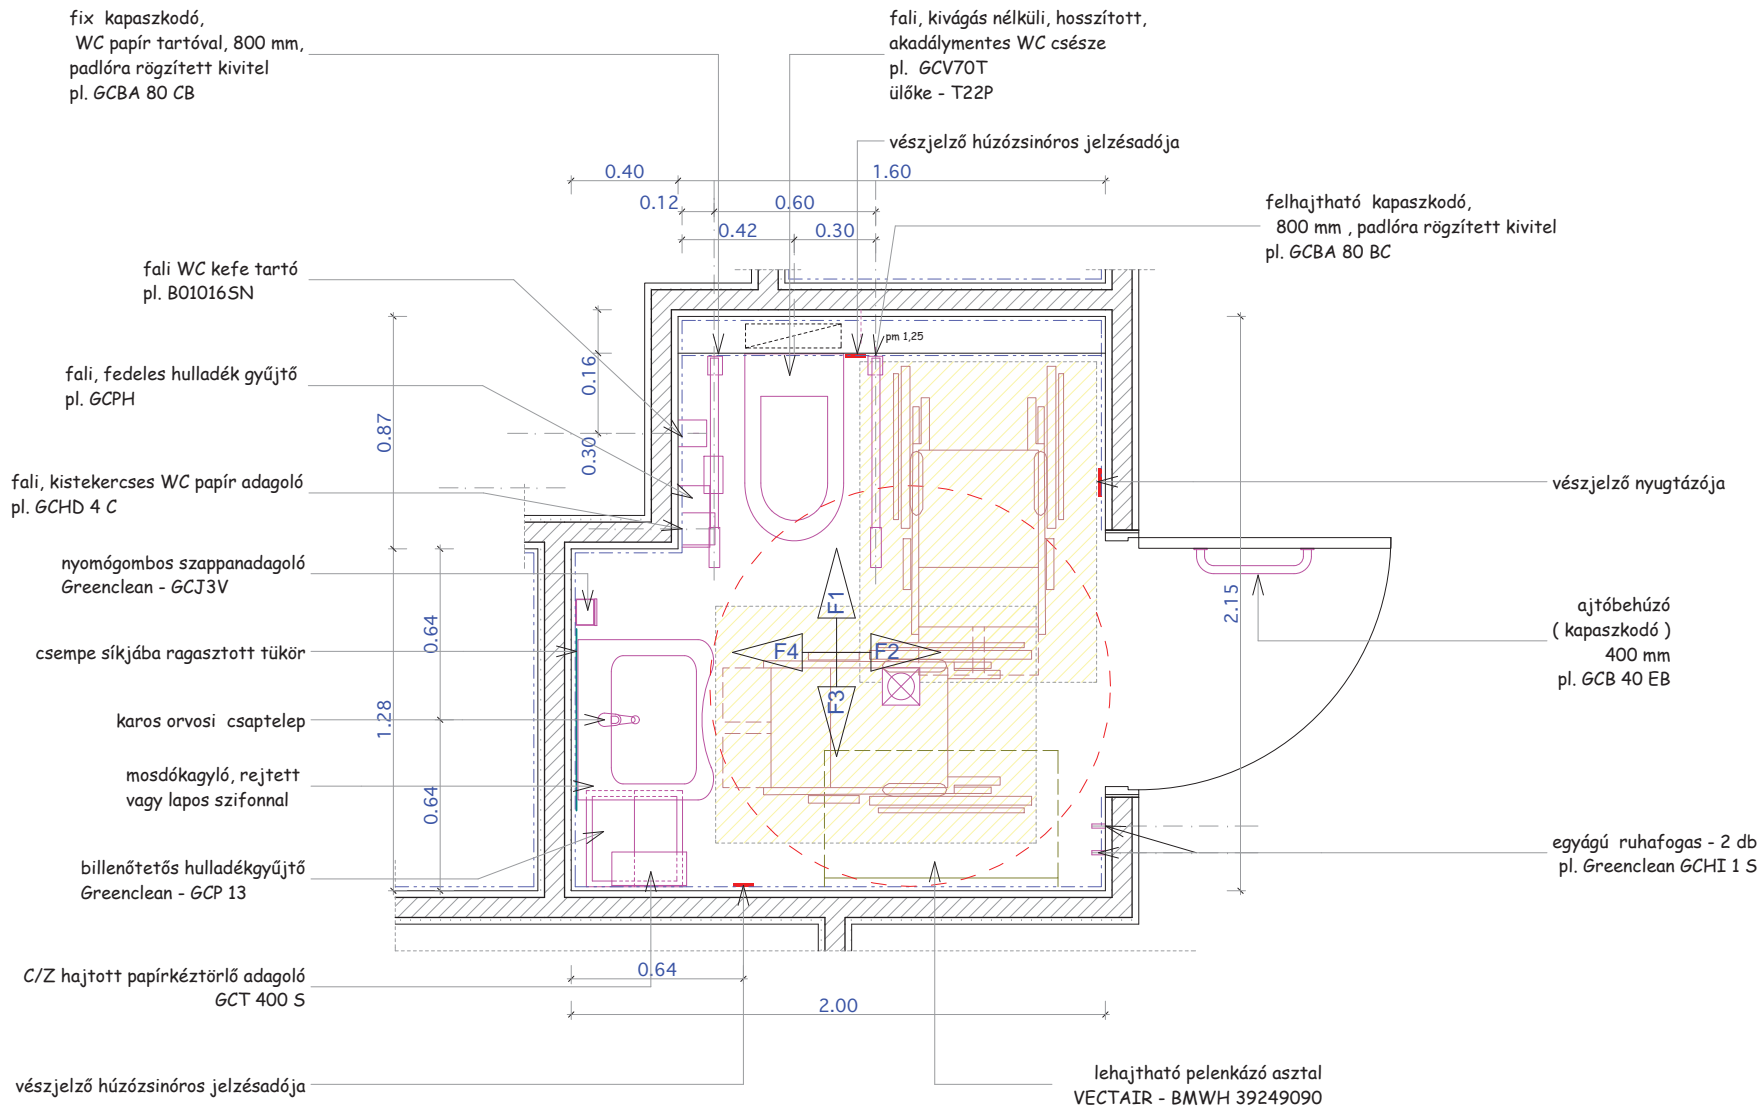 fix  kapaszkodó,
WC papír tartóval, 800 mm,
padlóra rögzített kivitel
pl. GCBA 80 CB
fali, kivágás nélküli, hosszított,
akadálymentes WC csésze
pl.  GCV70T
ülőke - T22P
vészjelző húzózsinóros jelzésadója
0.40
1.60
0.12
0.60
0.42
0.30
felhajtható  kapaszkodó,
800 mm , padlóra rögzített kivitel
pl. GCBA 80 BC
fali WC kefe tartó
pl. B01016SN
pm 1,25
fali, fedeles hulladék gyűjtő
pl. GCPH
0.16
0.87
0.30
fali, kistekercses WC papír adagoló
pl. GCHD 4 C
vészjelző nyugtázója
nyomógombos szappanadagoló
Greenclean - GCJ3V
F1
2.15
ajtóbehúzó
( kapaszkodó )
400 mm
pl. GCB 40 EB
csempe síkjába ragasztott tükör
0.64
F4
F2
F3
karos orvosi  csaptelep
1.28
mosdókagyló, rejtett
vagy lapos szifonnal
0.64
billenőtetős hulladékgyűjtő
Greenclean - GCP 13
egyágú  ruhafogas - 2 db
pl. Greenclean GCHI 1 S
C/Z hajtott papírkéztörlő adagoló
GCT 400 S
0.64
2.00
vészjelző húzózsinóros jelzésadója
lehajtható pelenkázó asztal
VECTAIR - BMWH 39249090